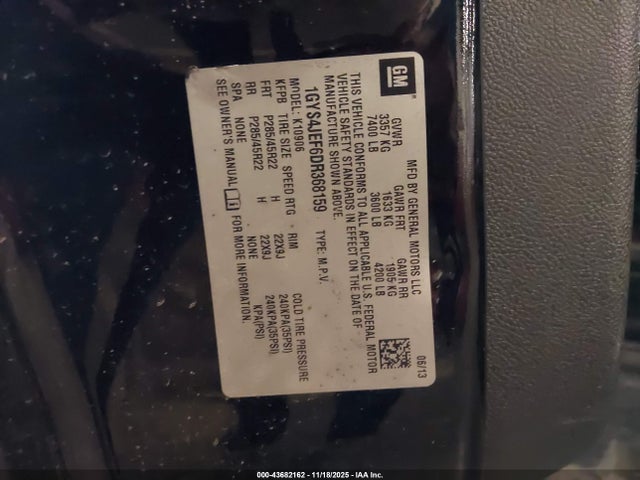 GM
MFD BY GENERAL MOTORS LLC
GVWR GAWR FRT GAWR RR
3357 KG 1633 KG 1905 KG
7400 LB 3600 LB 4200 LB
06/13
THIS VEHICLE CONFORMS TO ALL APPLICABLE U.S. FEDERAL MOTOR
VEHICLE SAFETY STANDARDS IN EFFECT ON THE DATE OF
MANUFACTURE SHOWN ABOVE.
1GYS4JEF6DR368159 TYPE: M.P.V.
MODEL: K10906
KFPB TIRE SIZE SPEED RTG RIM COLD TIRE PRESSURE
FRT P285/45R22 H 22X9J 240KPA(35PSI)
RR P285/45R22 H 22X9J 240KPA(35PSI)
SPA NONE NONE KPA(PSI)
SEE OWNER'S MANUAL FOR MORE INFORMATION.
000-43682162 - 11/18/2025 - IAA Inc.